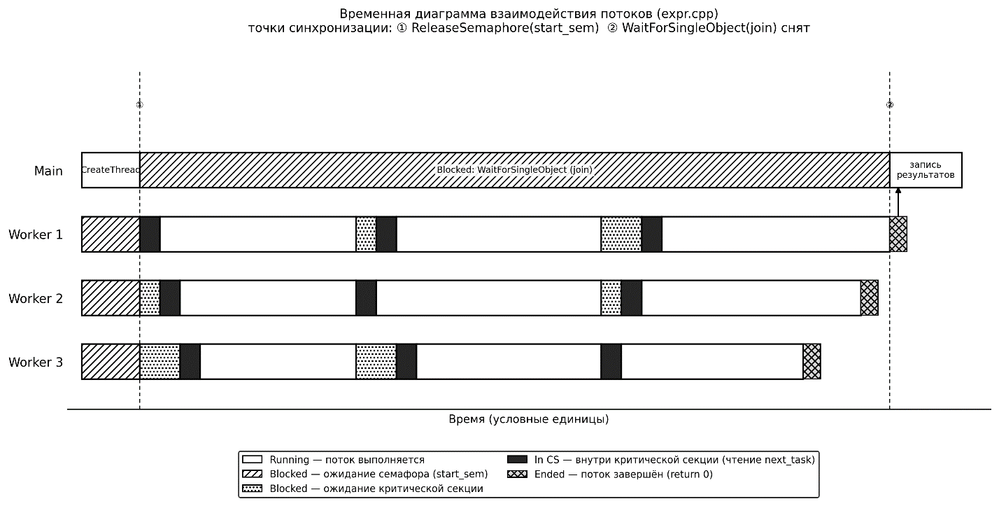 Временная диаграмма взаимодействия потоков (expr.cpp)
точки синхронизации: ① ReleaseSemaphore(start_sem)  ② WaitForSingleObject(join) снят
①
②
Main
CreateThread
Blocked: WaitForSingleObject (join)
запись
результатов
Worker 1
Worker 2
Worker 3
Время (условные единицы)
Running — поток выполняется
Blocked — ожидание семафора (start_sem)
Blocked — ожидание критической секции
In CS — внутри критической секции (чтение next_task)
Ended — поток завершён (return 0)